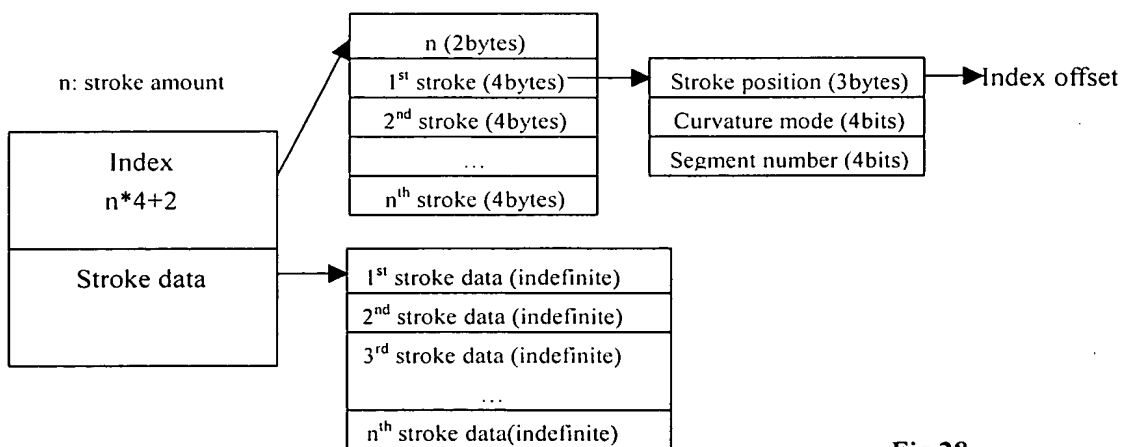 n: stroke amount
Index
n*4+2
Stroke data
n (2bytes)
1st stroke (4bytes)
2nd stroke (4bytes)
...
nth stroke (4bytes)
Stroke position (3bytes)
Curvature mode (4bits)
Segment number (4bits)
Index offset
1st stroke data (indefinite)
2nd stroke data (indefinite)
3rd stroke data (indefinite)
...
nth stroke data(indefinite)